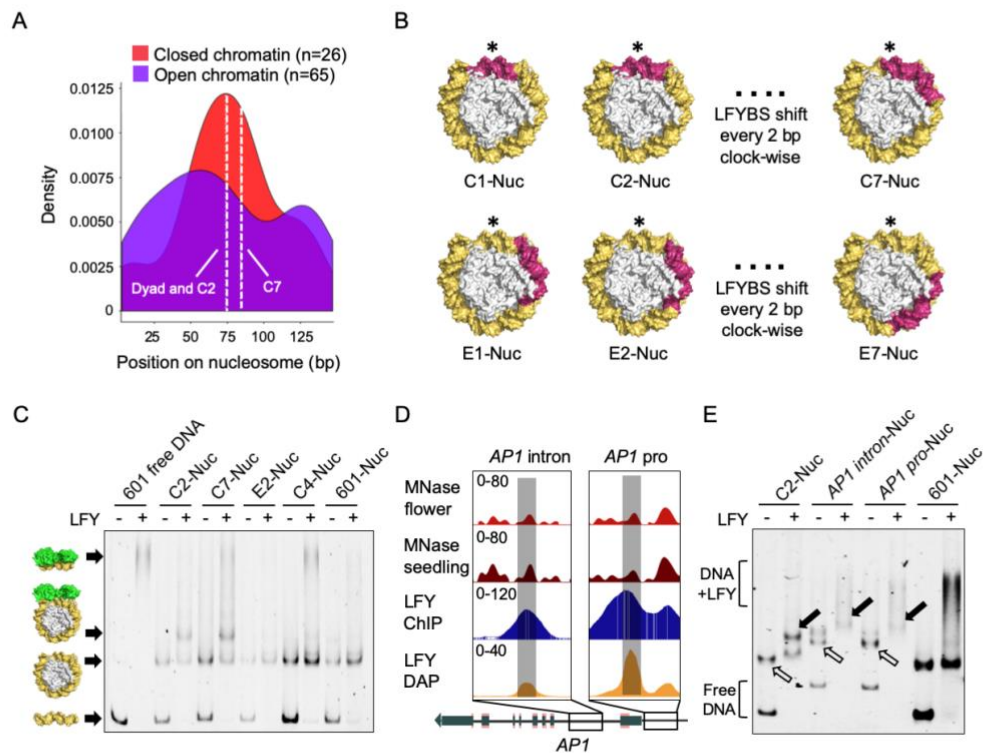 A
Closed chromatin (n=26)
Open chromatin (n=65)
0.0125
0.0100
0.0075
0.0050
0.0025
0
Density
Dyad and C2
C7
25
50
75
100
125
Position on nucleosome (bp)
B
*
*
*
LFYBS shift
every 2 bp
clock-wise
C1-Nuc
C2-Nuc
C7-Nuc
*
*
*
LFYBS shift
every 2 bp
clock-wise
E1-Nuc
E2-Nuc
E7-Nuc
C
601 free DNA
C2-Nuc
C7-Nuc
E2-Nuc
C4-Nuc
601-Nuc
LFY - + - + - + - + - + - +
D
AP1 intron
AP1 pro
MNase
flower
0-80
MNase
seedling
0-80
LFY
ChIP
0-120
LFY
DAP
0-40
AP1
E
C2-Nuc
AP1 intron-Nuc
AP1 pro-Nuc
601-Nuc
LFY - + - + - + - +
DNA
+LFY
Free
DNA